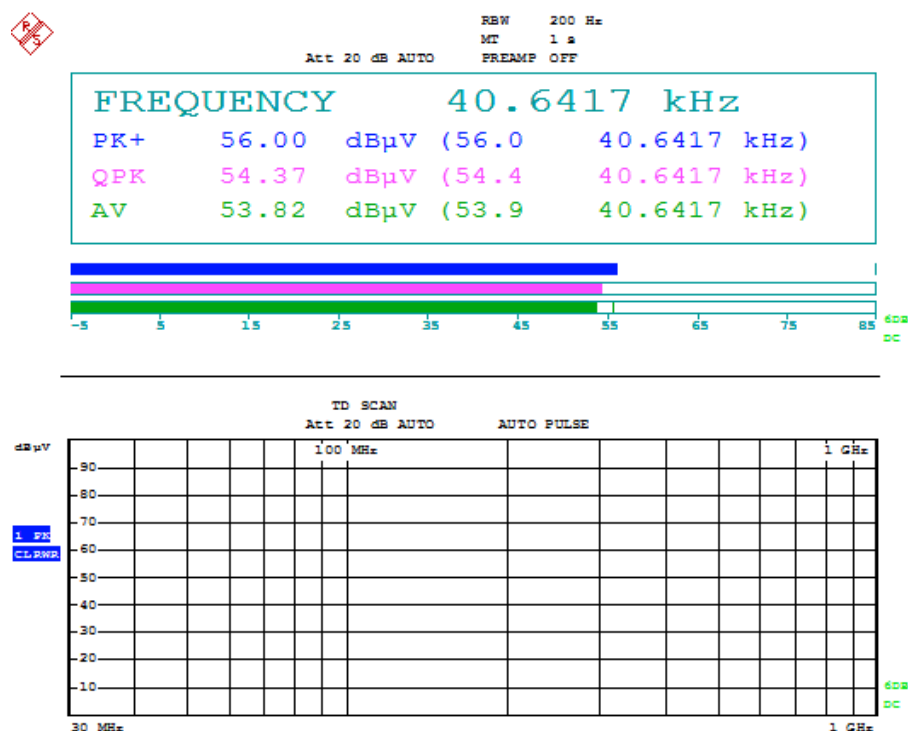 R S
RBW 200 Hz
MT 1 s
Att 20 dB AUTO PREAMP OFF
FREQUENCY 40.6417 kHz
PK+ 56.00 dBµV (56.0 40.6417 kHz)
QPK 54.37 dBµV (54.4 40.6417 kHz)
AV 53.82 dBµV (53.9 40.6417 kHz)
-5 5 15 25 35 45 55 65 75 85
6DB
DC
TD SCAN
Att 20 dB AUTO AUTO PULSE
dBµV
100 MHz 1 GHz
90
80
70
1 PK
CLRWR
60
50
40
30
20
10
6DB
DC
30 MHz 1 GHz